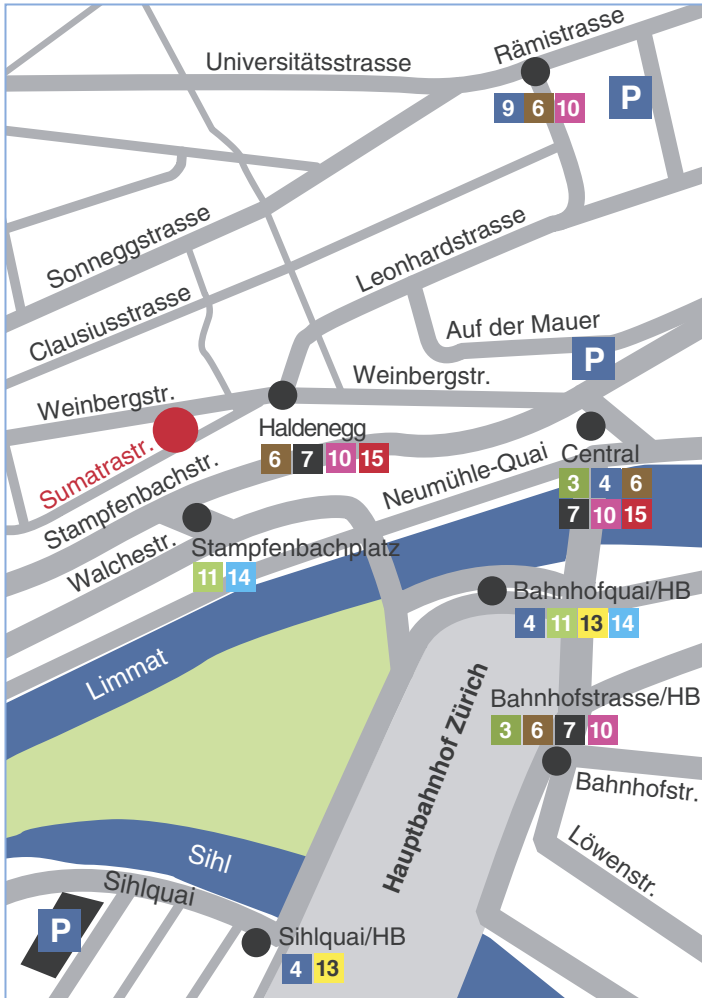 Universitätsstrasse
Rämistrasse
9 6 10
P
Sonneggstrasse
Leonhardstrasse
Clausiusstrasse
Auf der Mauer
P
Weinbergstr.
Weinbergstr.
Sumatrastr.
Haldenegg
6 7 10 15
Stampfenbachstr.
Neumühle-Quai
Central
3 4 6
7 10 15
Walchestr.
Stampfenbachplatz
11 14
Bahnhofquai/HB
4 11 13 14
Limmat
Hauptbahnhof Zürich
Bahnhofstrasse/HB
3 6 7 10
Bahnhofstr.
Löwenstr.
Sihl
Sihlquai
P
Sihlquai/HB
4 13